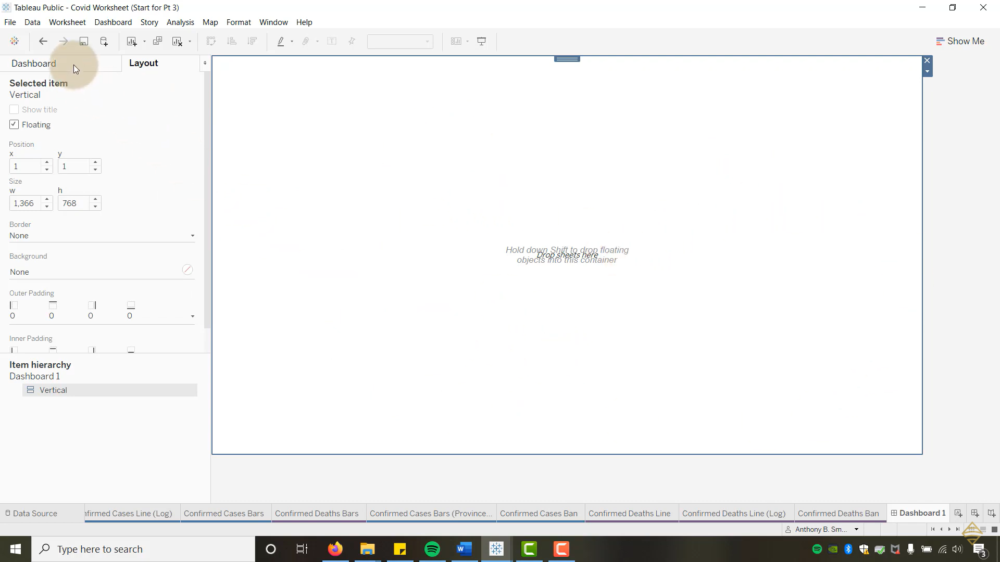 Tableau Public - Covid Worksheet (Start for Pt 3)
File Data Worksheet Dashboard Story Analysis Map Format Window Help
Show Me
Dashboard Layout
Selected item
Vertical
Show title
Floating
Position
x y
1 1
Size
w h
1,366 768
Border
None
Background
None
Outer Padding
0 0 0 0
Inner Padding
Item hierarchy
Dashboard 1
Vertical
Hold down Shift to drop floating
Drop sheets here
objects into this container
Data Source nfirmed Cases Line (Log) Confirmed Cases Bars Confirmed Deaths Bars Confirmed Cases Bars (Province... Confirmed Cases Ban Confirmed Deaths Line Confirmed Deaths Line (Log) Confirmed Deaths Ban Dashboard 1
Anthony B. Sm...
Type here to search
3